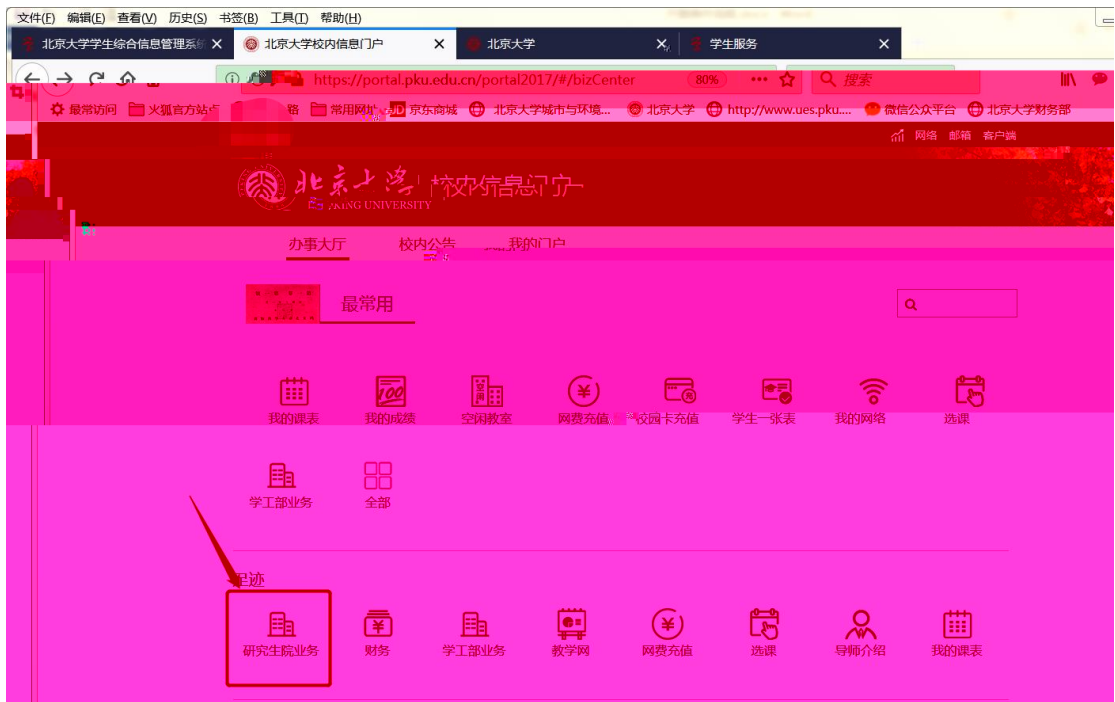 文件(F) 编辑(E) 查看(V) 历史(S) 书签(B) 工具(T) 帮助(H)
北京大学学生综合信息管理系统 北京大学校内信息门户 北京大学 学生服务
https://portal.pku.edu.cn/portal2017/#/bizCenter 80% 搜索
最常访问 火狐官方站点 常用网址 JD 京东商城 北京大学城市与环境... 北京大学 http://www.ues.pku.... 微信公众平台 北京大学财务部
网络 邮箱 客户端
北京大学 校内信息门户
PEKING UNIVERSITY
办事大厅 校内公告 我的门户
最常用
我的课表 我的成绩 空闲教室 网费充值 校园卡充值 学生一张表 我的网络 选课
学工部业务 全部
足迹
研究生院业务 财务 学工部业务 教学网 网费充值 选课 导师介绍 我的课表